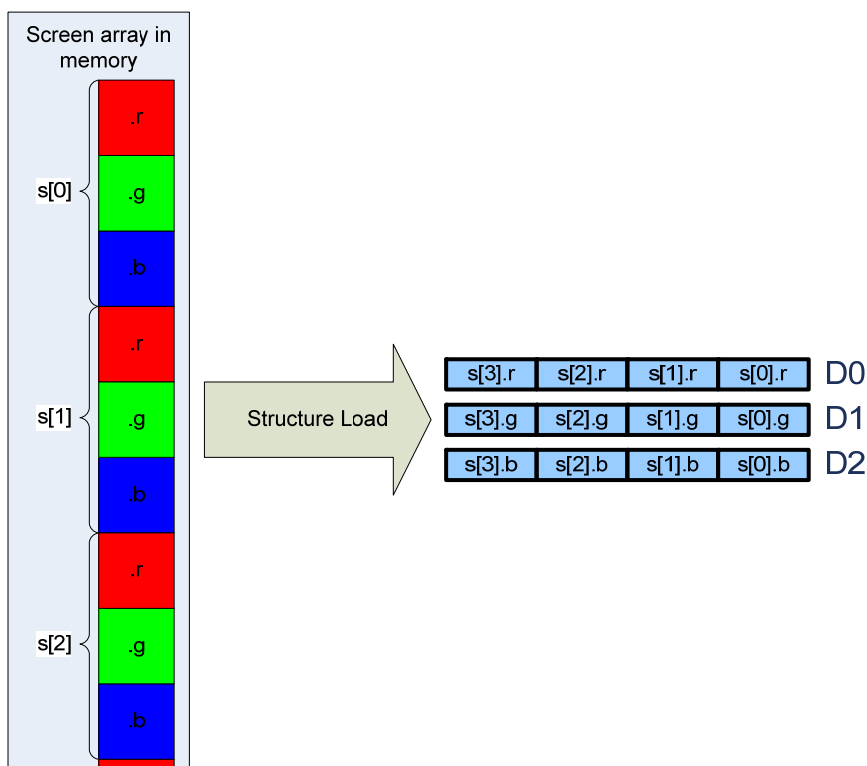 Screen array in
memory
s[0]
.r
.g
.b
s[1]
.r
.g
.b
s[2]
.r
.g
.b
Structure Load
s[3].r s[2].r s[1].r s[0].r D0
s[3].g s[2].g s[1].g s[0].g D1
s[3].b s[2].b s[1].b s[0].b D2